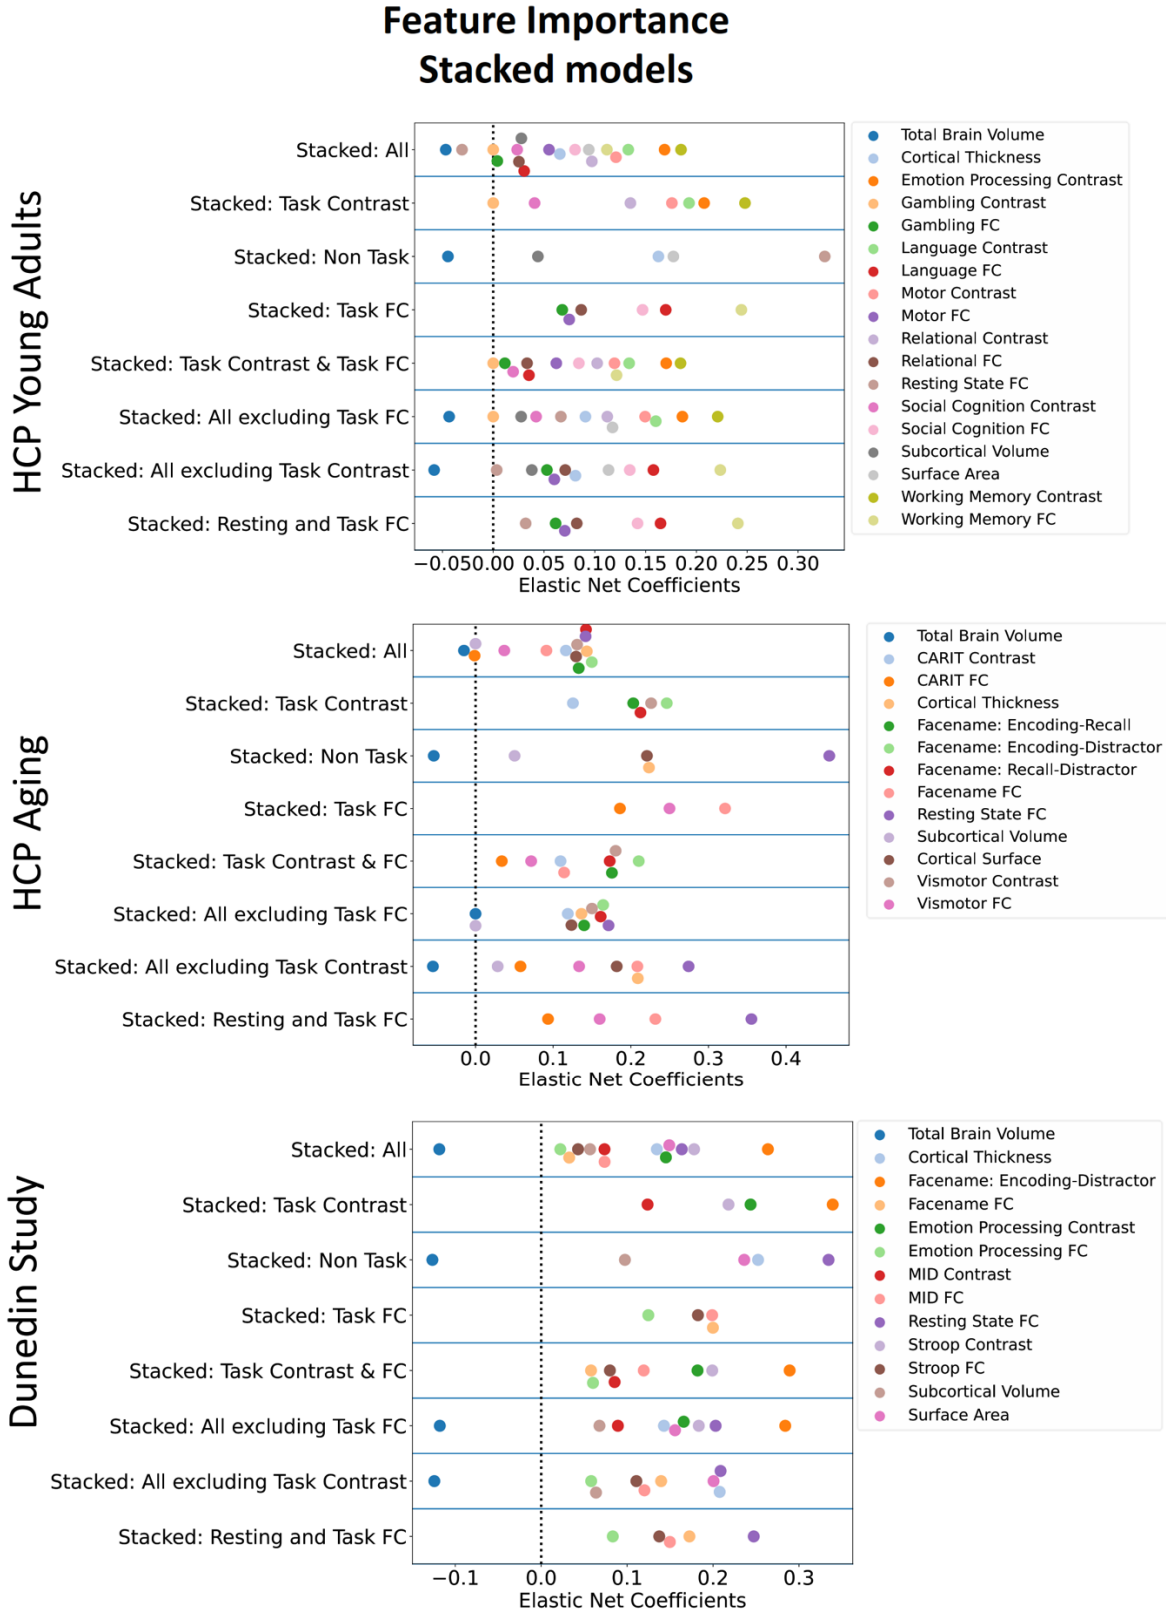 Feature Importance
Stacked models
HCP Young Adults
Stacked: All
Stacked: Task Contrast
Stacked: Non Task
Stacked: Task FC
Stacked: Task Contrast & Task FC
Stacked: All excluding Task FC
Stacked: All excluding Task Contrast
Stacked: Resting and Task FC
−0.05 0.00 0.05 0.10 0.15 0.20 0.25 0.30
Elastic Net Coefficients
Total Brain Volume
Cortical Thickness
Emotion Processing Contrast
Gambling Contrast
Gambling FC
Language Contrast
Language FC
Motor Contrast
Motor FC
Relational Contrast
Relational FC
Resting State FC
Social Cognition Contrast
Social Cognition FC
Subcortical Volume
Surface Area
Working Memory Contrast
Working Memory FC
HCP Aging
Stacked: All
Stacked: Task Contrast
Stacked: Non Task
Stacked: Task FC
Stacked: Task Contrast & FC
Stacked: All excluding Task FC
Stacked: All excluding Task Contrast
Stacked: Resting and Task FC
0.0 0.1 0.2 0.3 0.4
Elastic Net Coefficients
Total Brain Volume
CARIT Contrast
CARIT FC
Cortical Thickness
Facename: Encoding-Recall
Facename: Encoding-Distractor
Facename: Recall-Distractor
Facename FC
Resting State FC
Subcortical Volume
Cortical Surface
Vismotor Contrast
Vismotor FC
Dunedin Study
Stacked: All
Stacked: Task Contrast
Stacked: Non Task
Stacked: Task FC
Stacked: Task Contrast & FC
Stacked: All excluding Task FC
Stacked: All excluding Task Contrast
Stacked: Resting and Task FC
−0.1 0.0 0.1 0.2 0.3
Elastic Net Coefficients
Total Brain Volume
Cortical Thickness
Facename: Encoding-Distractor
Facename FC
Emotion Processing Contrast
Emotion Processing FC
MID Contrast
MID FC
Resting State FC
Stroop Contrast
Stroop FC
Subcortical Volume
Surface Area